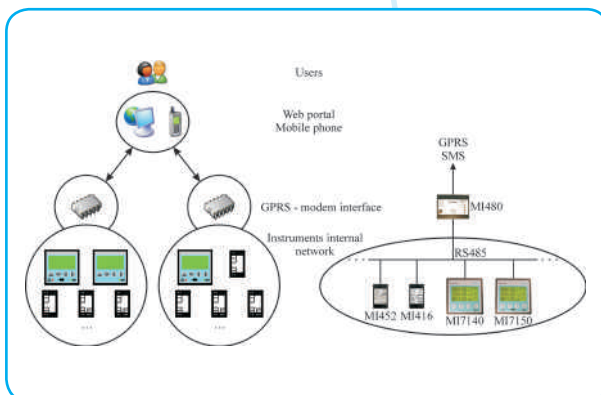 Users
Web portal
Mobile phone
GPRS - modem interface
Instruments internal
network
...
...
GPRS
SMS
MI480
RS485
MI452
MI416
MI7140
MI7150